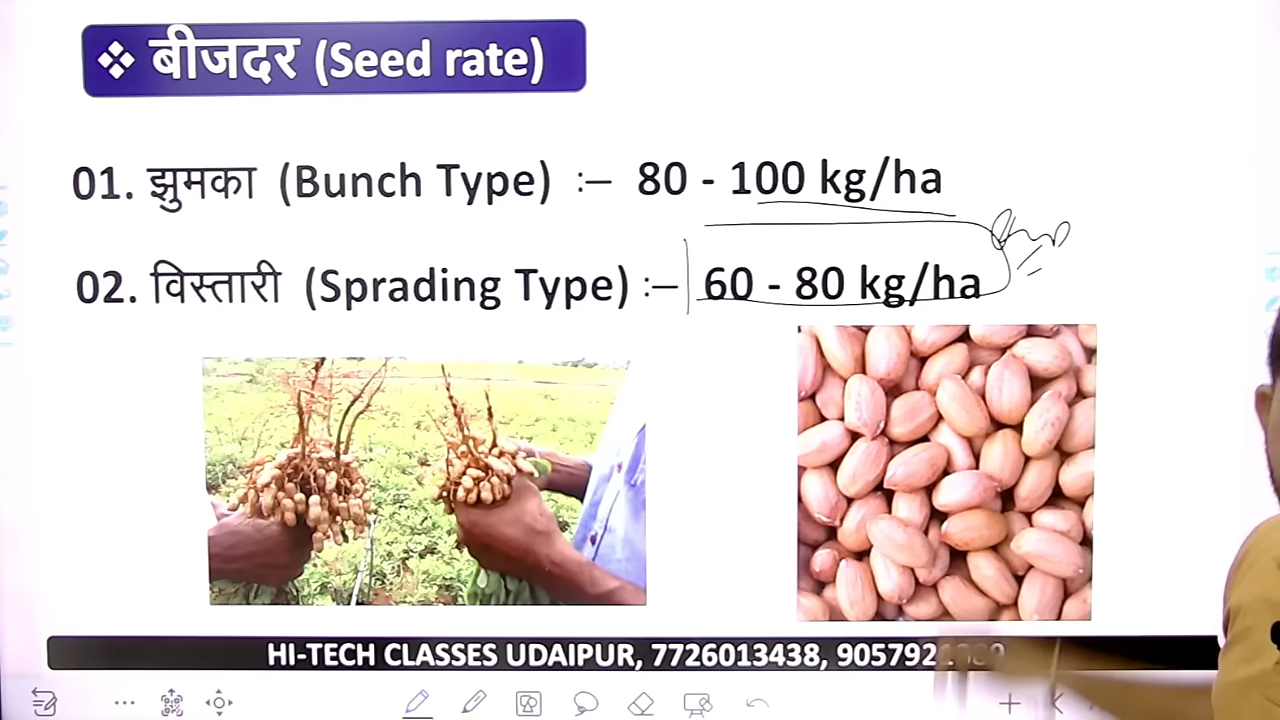 ❖ बीजदर (Seed rate)
01. झुमका (Bunch Type) :– 80 - 100 kg/ha
02. विस्तारी (Sprading Type) :– 60 - 80 kg/ha
HI-TECH CLASSES UDAIPUR, 7726013438,